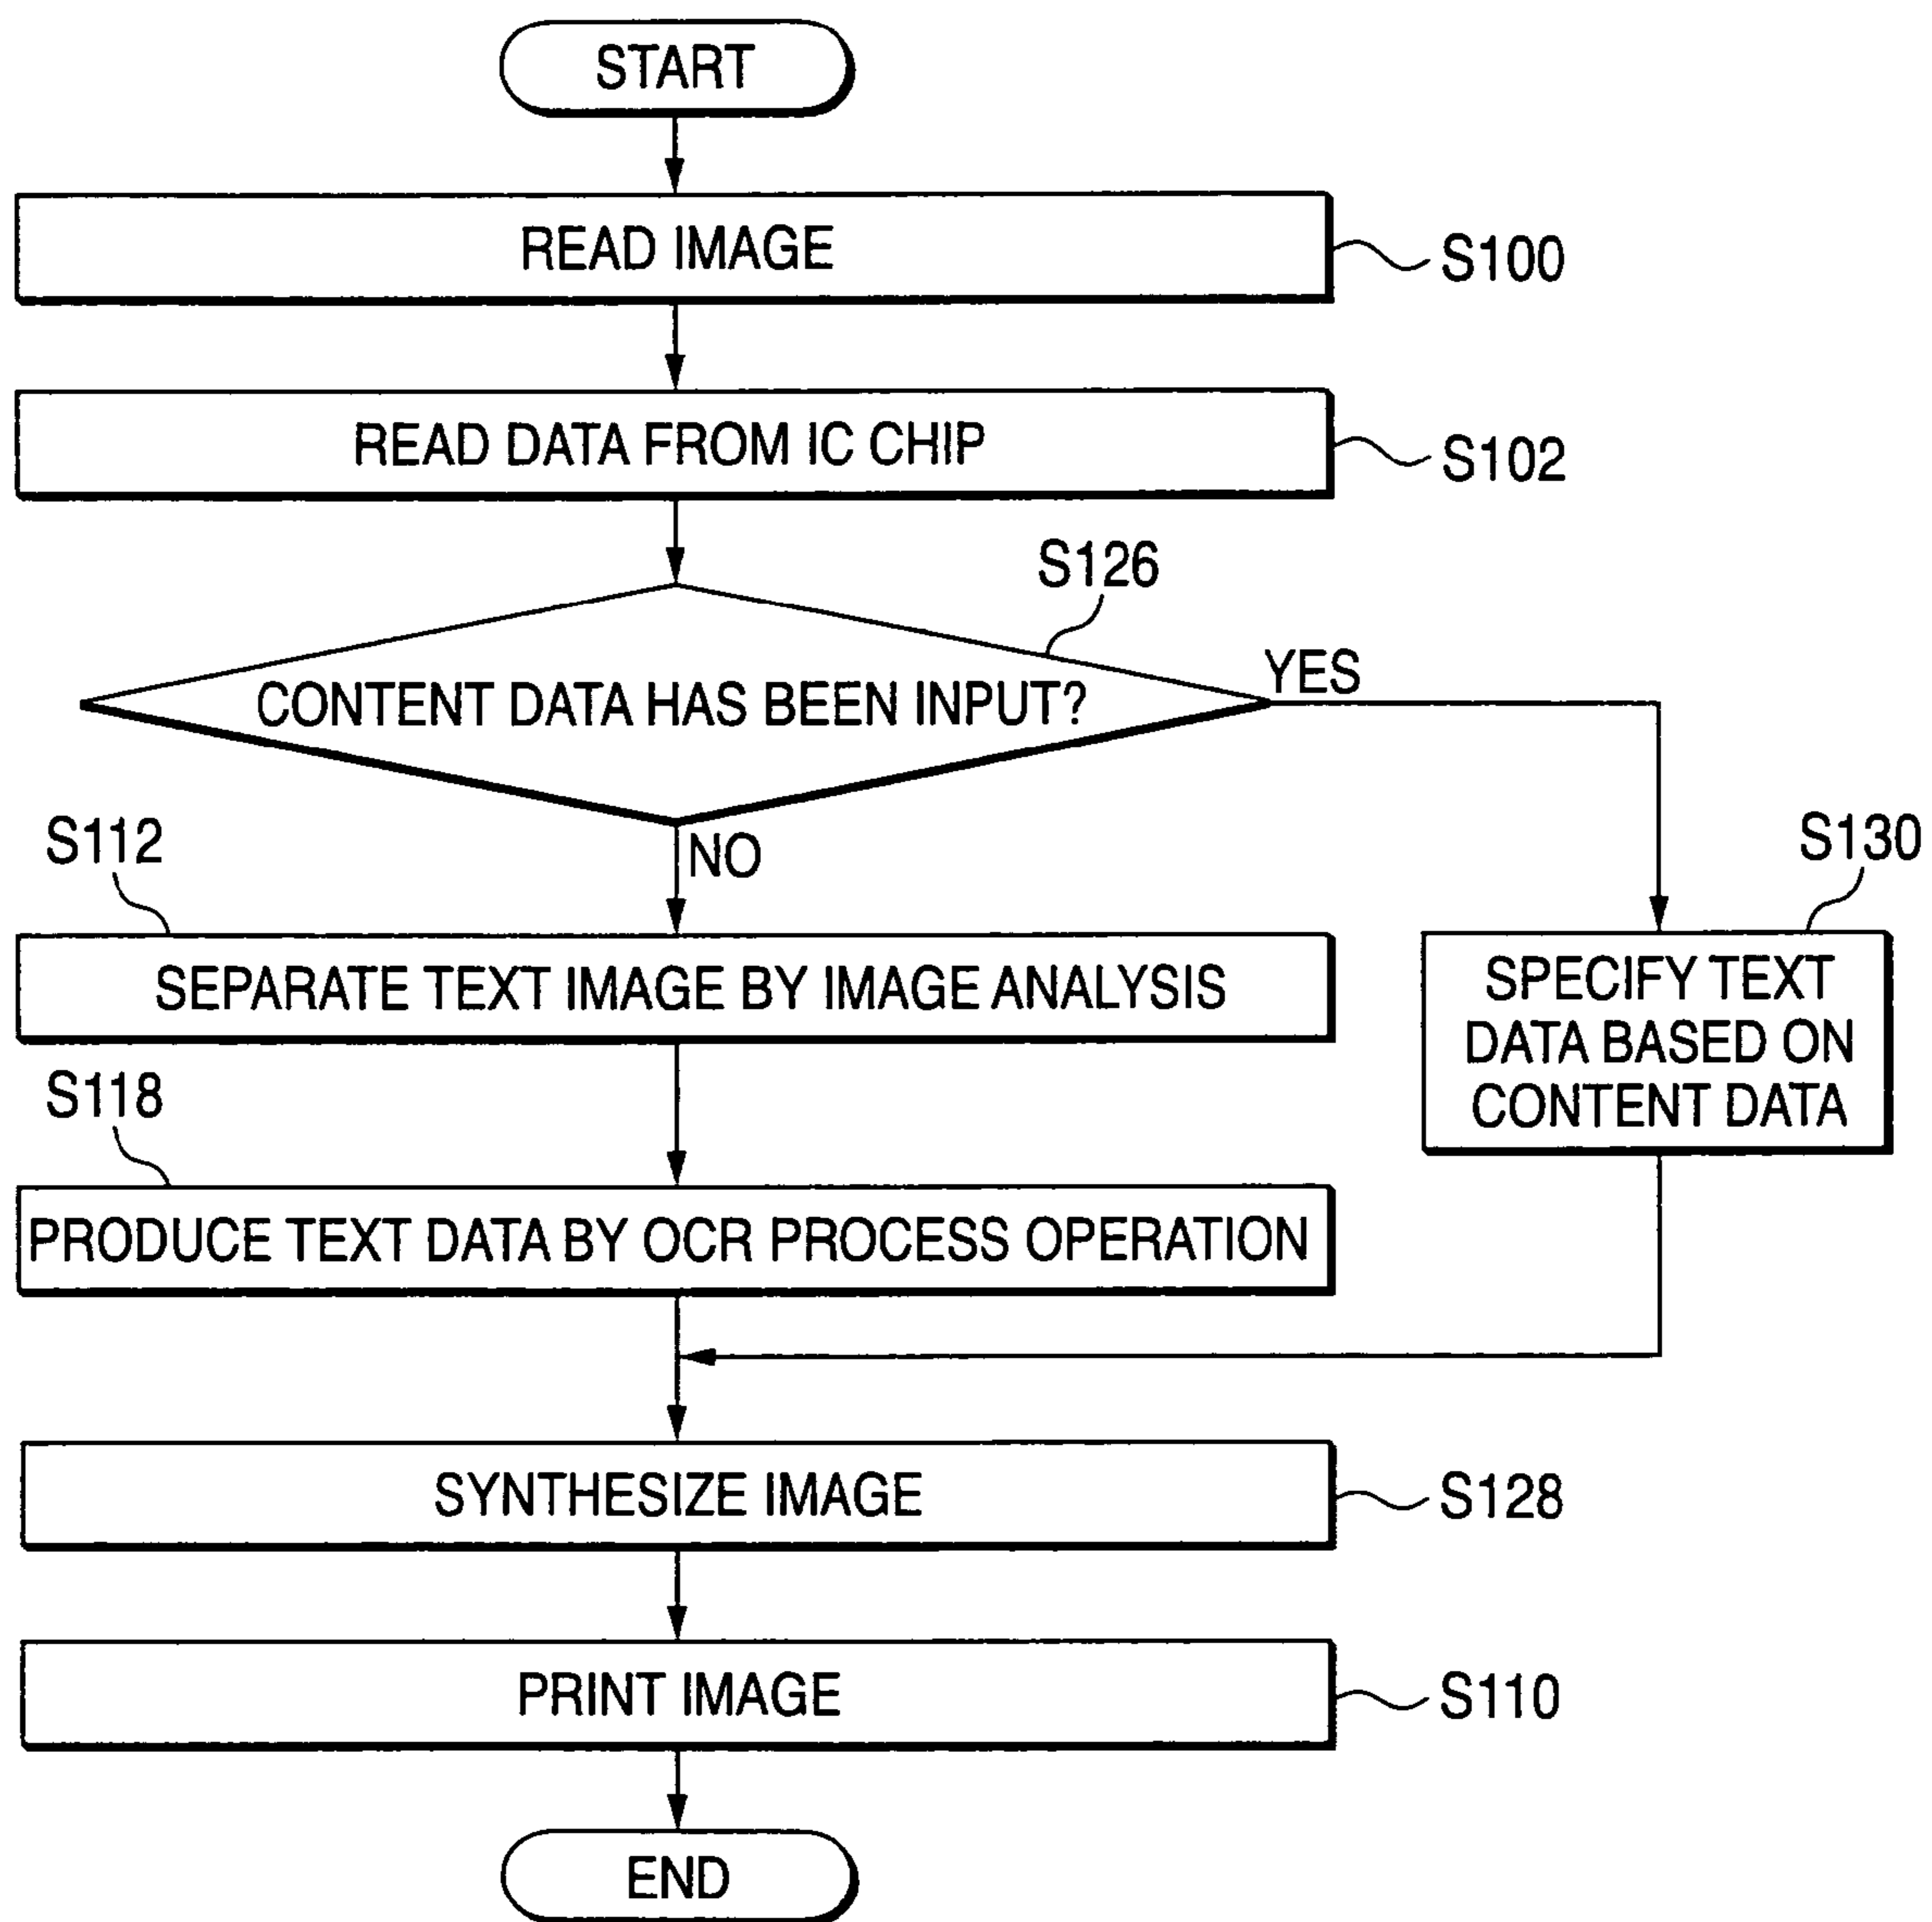 START
READ IMAGE
S100
READ DATA FROM IC CHIP
S102
S126
CONTENT DATA HAS BEEN INPUT?
YES
NO
S112
SEPARATE TEXT IMAGE BY IMAGE ANALYSIS
S130
SPECIFY TEXT
DATA BASED ON
CONTENT DATA
S118
PRODUCE TEXT DATA BY OCR PROCESS OPERATION
SYNTHESIZE IMAGE
S128
PRINT IMAGE
S110
END